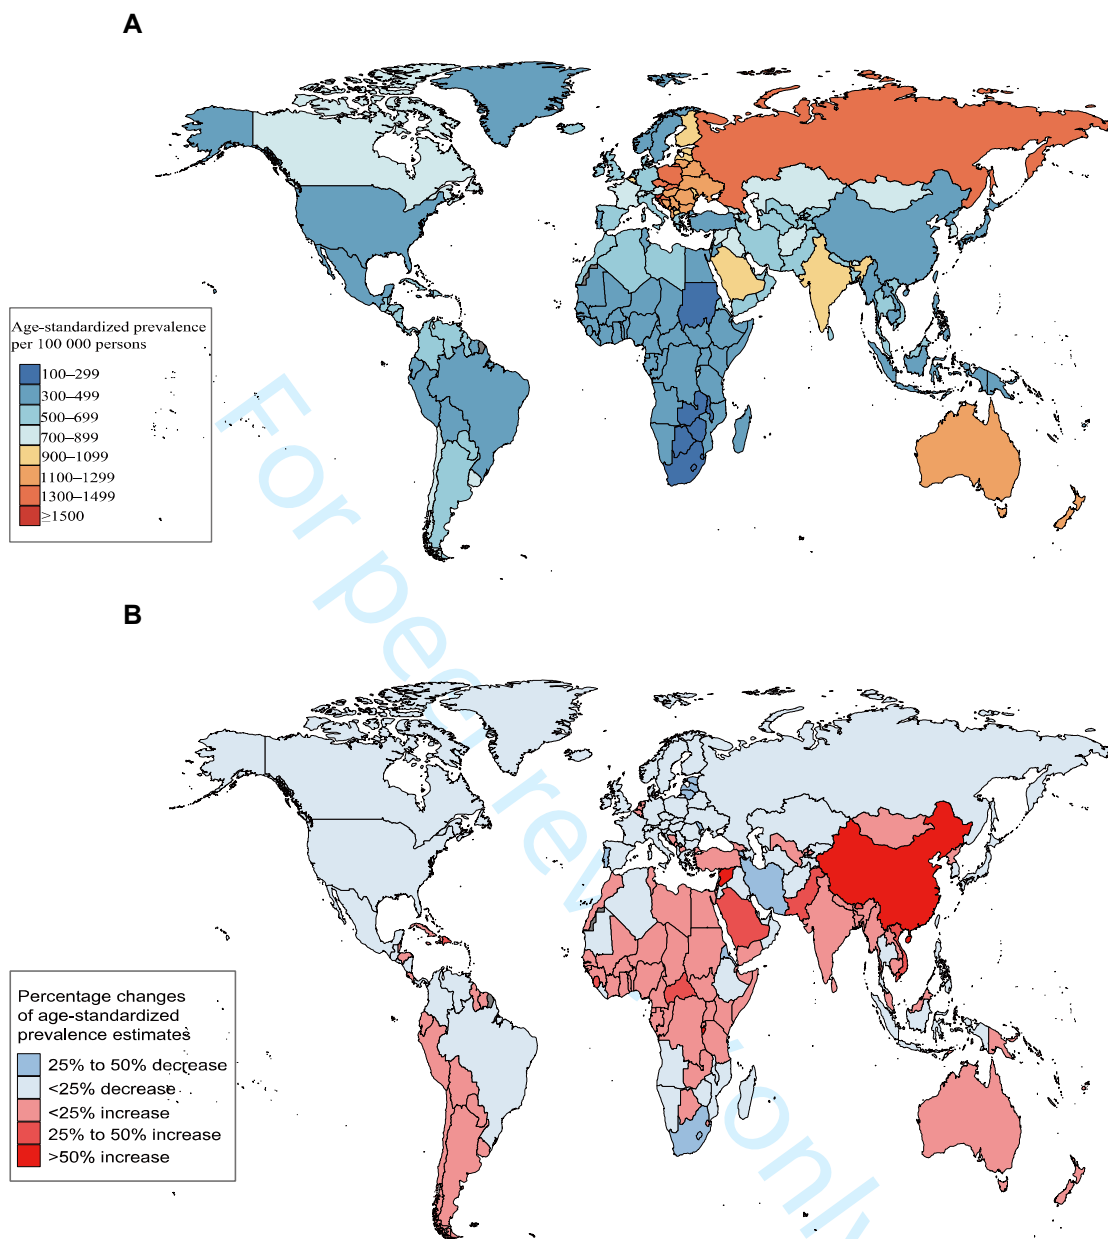 A
Age-standardized prevalence
per 100 000 persons
100–299
300–499
500–699
700–899
900–1099
1100–1299
1300–1499
≥1500
For peer review only
B
Percentage changes
of age-standardized
prevalence estimates
25% to 50% decrease
<25% decrease
<25% increase
25% to 50% increase
>50% increase